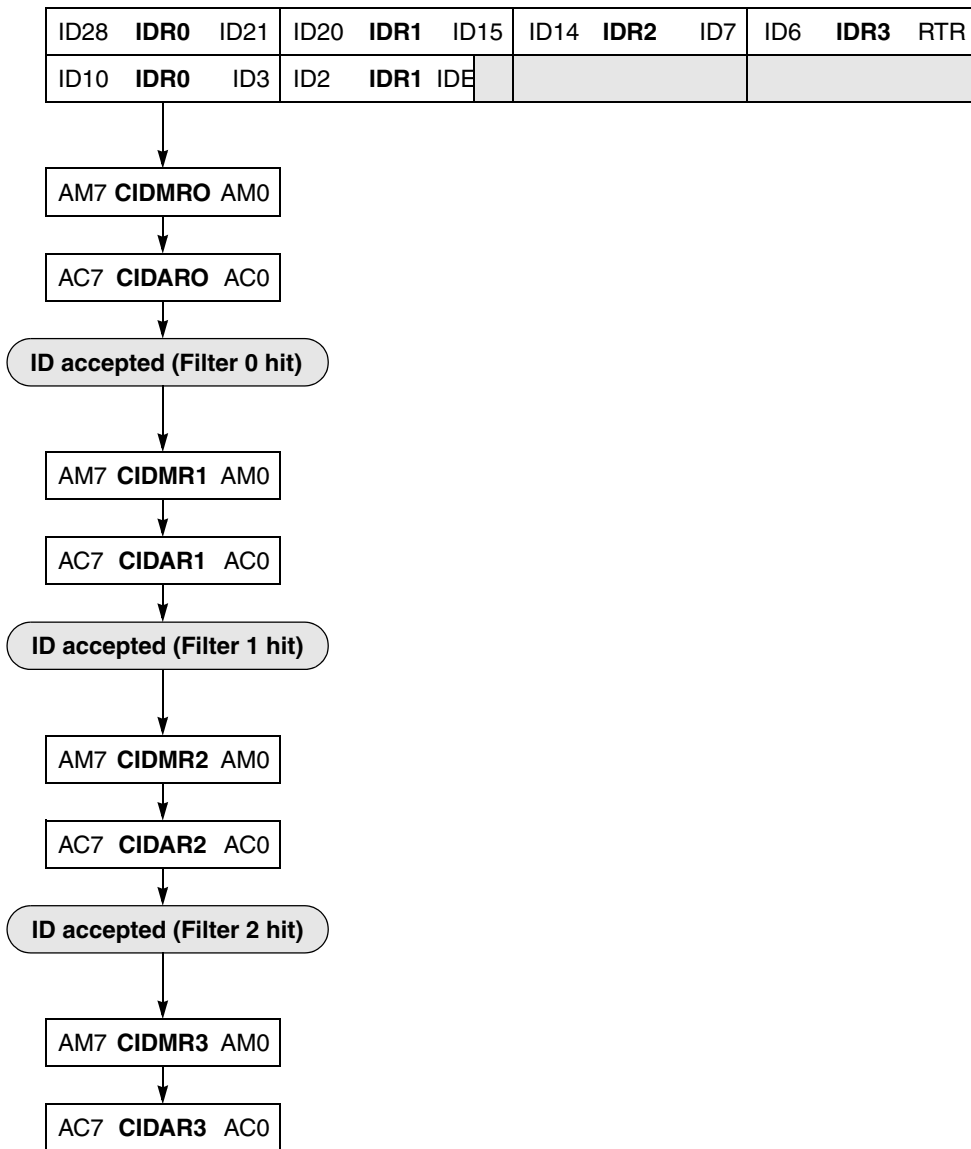 ID28 IDR0 ID21 ID20 IDR1 ID15 ID14 IDR2 ID7 ID6 IDR3 RTR
ID10 IDR0 ID3 ID2 IDR1 IDE
AM7 CIDMRO AM0
AC7 CIDARO AC0
ID accepted (Filter 0 hit)
AM7 CIDMR1 AM0
AC7 CIDAR1 AC0
ID accepted (Filter 1 hit)
AM7 CIDMR2 AM0
AC7 CIDAR2 AC0
ID accepted (Filter 2 hit)
AM7 CIDMR3 AM0
AC7 CIDAR3 AC0